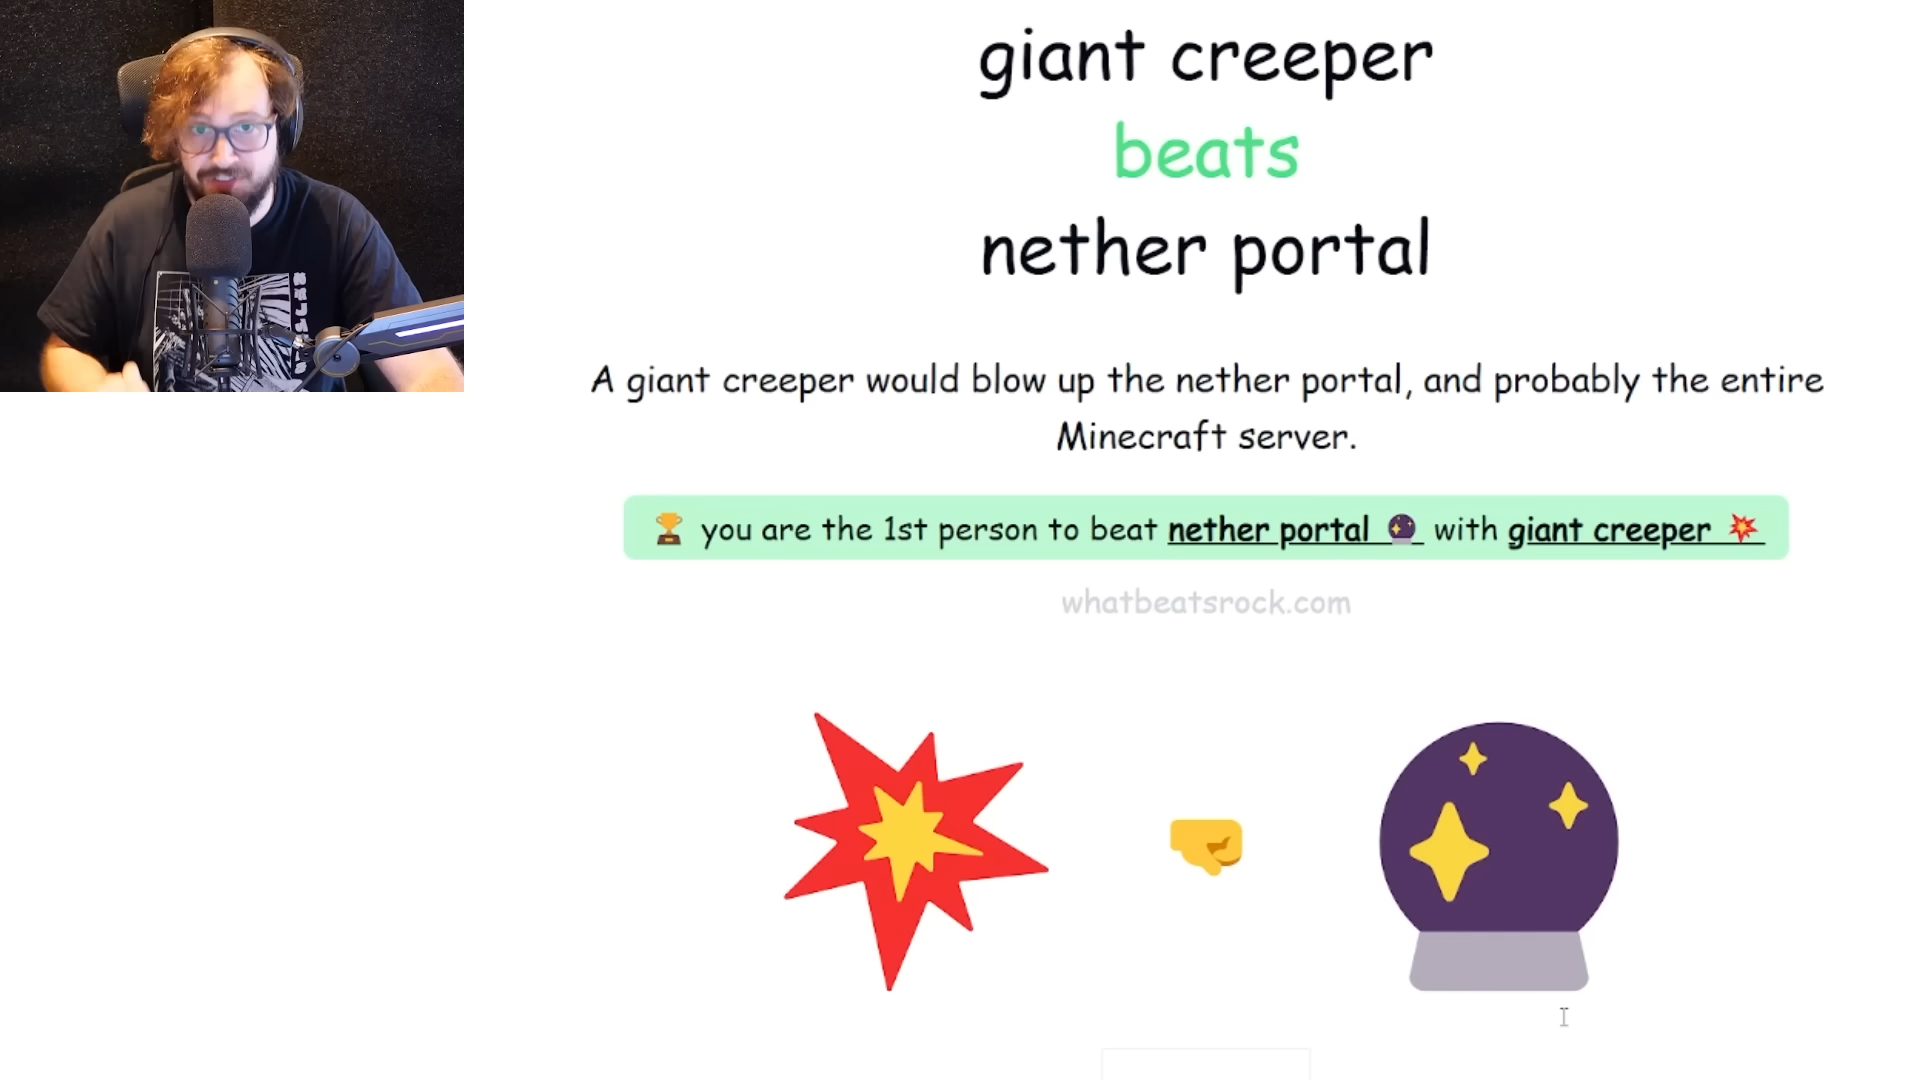 giant creeper
beats
nether portal
A giant creeper would blow up the nether portal, and probably the entire
Minecraft server.
🏆 you are the 1st person to beat nether portal 🔮 with giant creeper 💥
whatbeatsrock.com